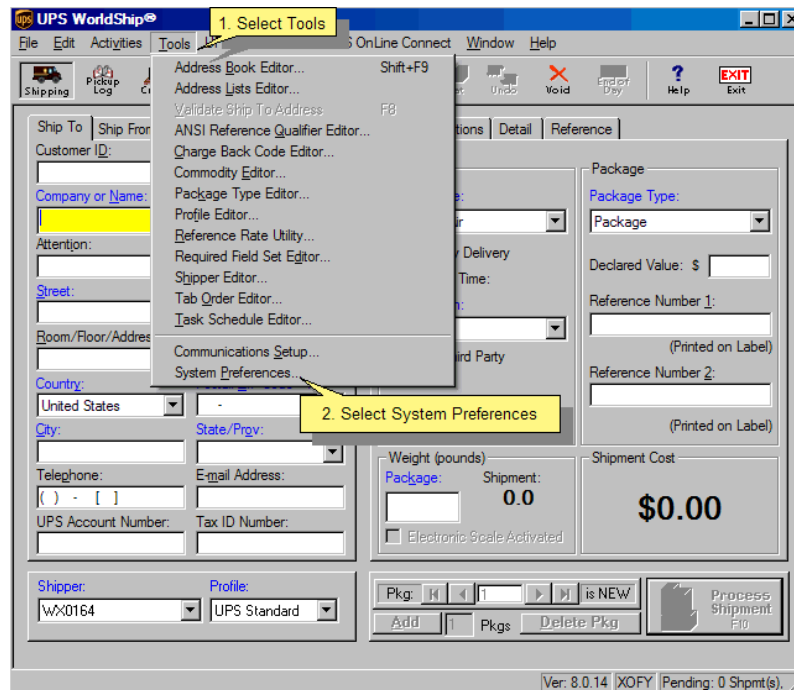 UPS WorldShip®
1. Select Tools
File Edit Activities Tools OnLine Connect Window Help
Shipping
Pickup Log
Undo
Void
End of Day
Help
EXIT
Exit
Address Book Editor... Shift+F9
Address Lists Editor...
Validate Ship To Address F8
ANSI Reference Qualifier Editor...
Charge Back Code Editor...
Commodity Editor...
Package Type Editor...
Profile Editor...
Reference Rate Utility...
Required Field Set Editor...
Shipper Editor...
Tab Order Editor...
Task Schedule Editor...
Communications Setup...
System Preferences...
2. Select System Preferences
Ship To Ship From
Detail Reference
Customer ID:
Company or Name:
Attention:
Street:
Country:
United States
-
City: State/Prov:
Telephone: E-mail Address:
( ) - [ ]
UPS Account Number: Tax ID Number:
Delivery
Time:
Party
Package
Package Type:
Package
Declared Value: $
Reference Number 1:
(Printed on Label)
Reference Number 2:
(Printed on Label)
Weight (pounds)
Package: Shipment:
0.0
Electronic Scale Activated
Shipment Cost
$0.00
Shipper: Profile:
WX0164 UPS Standard
Pkg: 1 is NEW
Add 1 Pkgs Delete Pkg
Process Shipment F10
Ver: 8.0.14 XOFY Pending: 0 Shpmt(s),